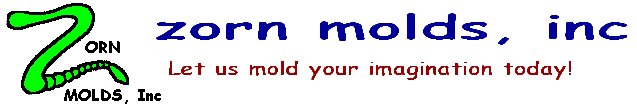 ZORN
MOLDS, Inc
zorn molds, inc
Let us mold your imagination today!